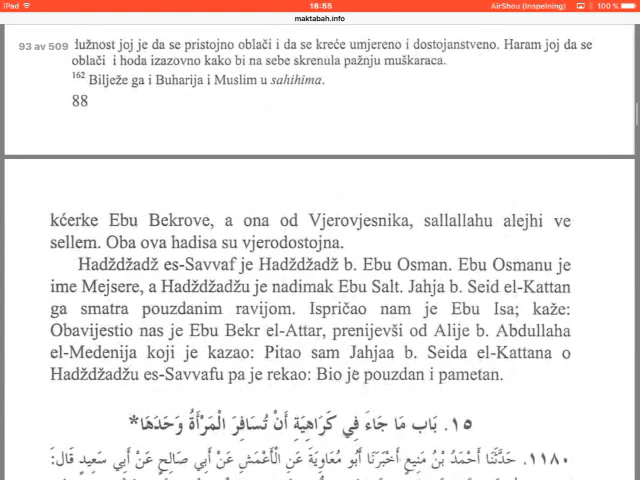 iPad 18:55 AirShou (inspelning) 100 %
maktabah.info
93 av 509 lužnost joj je da se pristojno oblači i da se kreće umjereno i dostojanstveno. Haram joj da se
oblači i hoda izazovno kako bi na sebe skrenula pažnju muškaraca.
162 Bilježe ga i Buharija i Muslim u sahihima.
88
kćerke Ebu Bekrove, a ona od Vjerovjesnika, sallallahu alejhi ve
sellem. Oba ova hadisa su vjerodostojna.
Hadždžadž es-Savvaf je Hadždžadž b. Ebu Osman. Ebu Osmanu je
ime Mejsere, a Hadždžadžu je nadimak Ebu Salt. Jahja b. Seid el-Kattan
ga smatra pouzdanim ravijom. Ispričao nam je Ebu Isa; kaže:
Obavijestio nas je Ebu Bekr el-Attar, prenijevši od Alije b. Abdullaha
el-Medenija koji je kazao: Pitao sam Jahjaa b. Seida el-Kattana o
Hadždžadžu es-Savvafu pa je rekao: Bio je pouzdan i pametan.
١٥. بَاب مَا جَاءَ فِي كَرَاهِيَةِ أَنْ تُسَافِرَ الْمَرْأَةُ وَحْدَهَا*
١١٨٠. حَدَّثَنَا أَحْمَدُ بْنُ مَنِيعٍ أَخْبَرَنَا أَبُو مُعَاوِيَةَ عَنِ الْأَعْمَشِ عَنْ أَبِي صَالِحٍ عَنْ أَبِي سَعِيدٍ قَالَ: